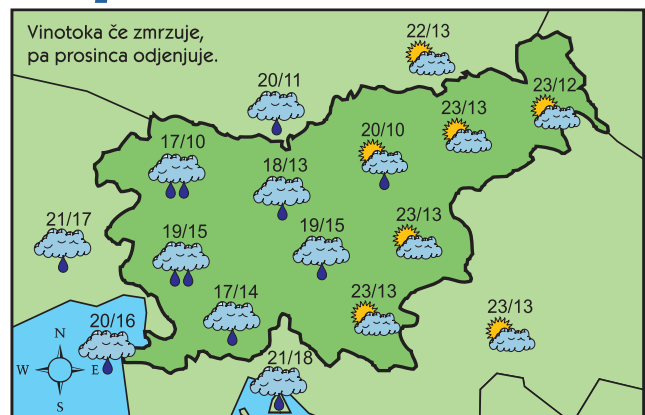 Vinotoka če zmrzuje,
pa prosinca odjenjuje.
22/13
20/11
23/12
23/13
17/10
20/10
18/13
21/17
23/13
19/15
19/15
17/14
23/13
23/13
20/16
N
W
E
S
21/18